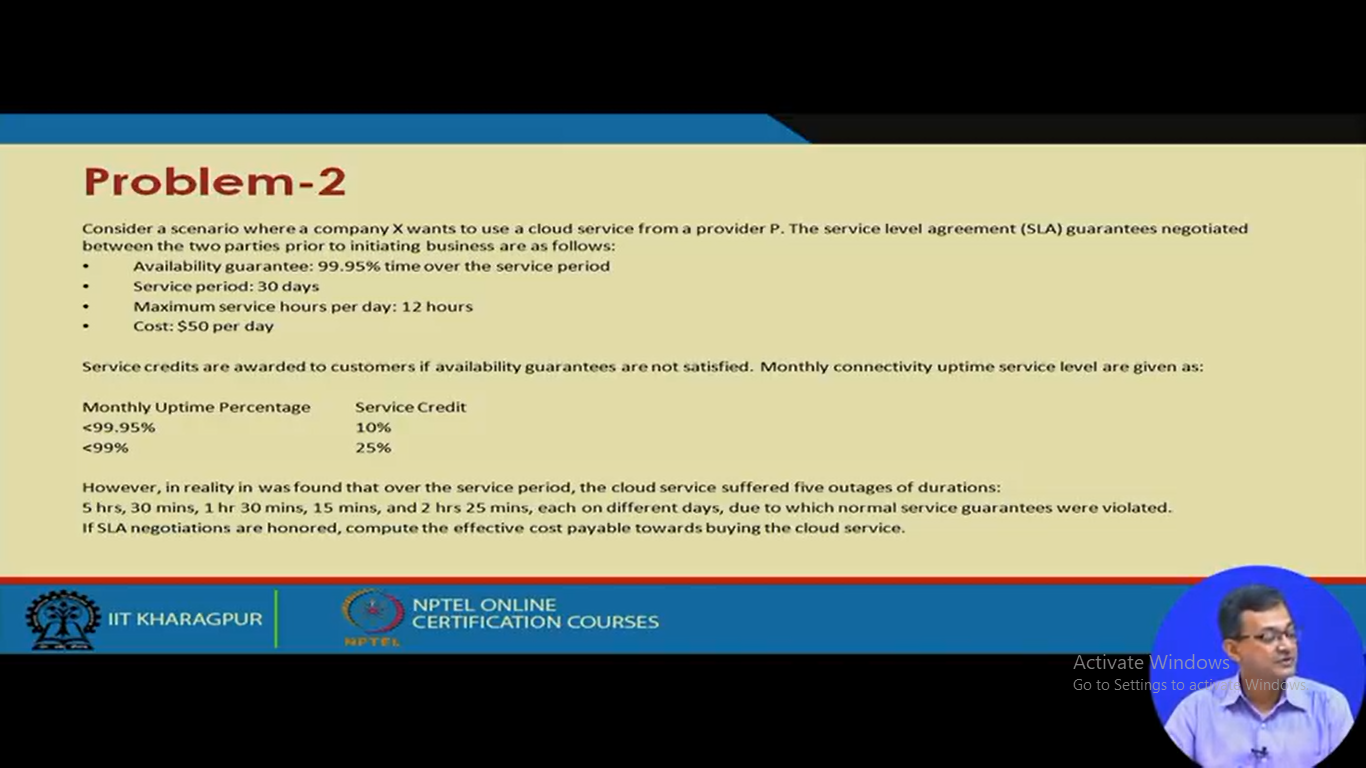 Problem-2
Consider a scenario where a company X wants to use a cloud service from a provider P. The service level agreement (SLA) guarantees negotiated
between the two parties prior to initiating business are as follows:
• Availability guarantee: 99.95% time over the service period
• Service period: 30 days
• Maximum service hours per day: 12 hours
• Cost: $50 per day
Service credits are awarded to customers if availability guarantees are not satisfied. Monthly connectivity uptime service level are given as:
Monthly Uptime Percentage Service Credit
<99.95% 10%
<99% 25%
However, in reality in was found that over the service period, the cloud service suffered five outages of durations:
5 hrs, 30 mins, 1 hr 30 mins, 15 mins, and 2 hrs 25 mins, each on different days, due to which normal service guarantees were violated.
If SLA negotiations are honored, compute the effective cost payable towards buying the cloud service.
IIT KHARAGPUR
NPTEL
NPTEL ONLINE
CERTIFICATION COURSES
Activate Windows
Go to Settings to activate Windows.